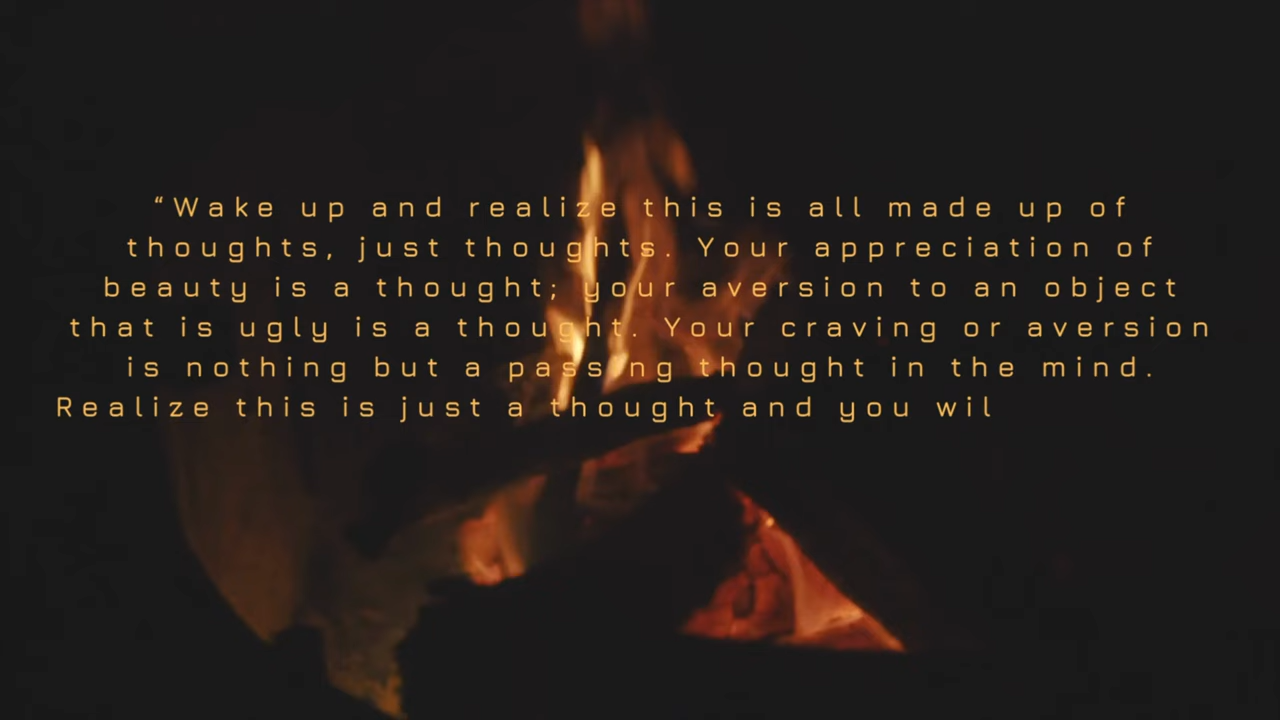 “Wake up and realize this is all made up of
thoughts, just thoughts. Your appreciation of
beauty is a thought; your aversion to an object
that is ugly is a thought. Your craving or aversion
is nothing but a passing thought in the mind.
Realize this is just a thought and you wil